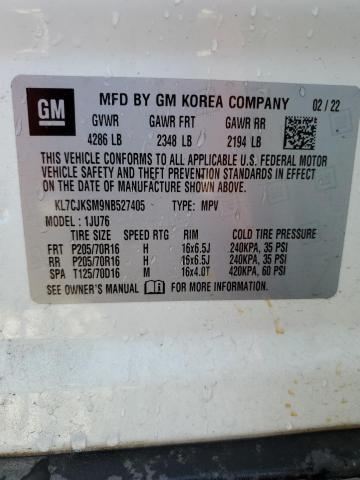 GM
MFD BY GM KOREA COMPANY 02/22
GVWR GAWR FRT GAWR RR
4286 LB 2348 LB 2194 LB
THIS VEHICLE CONFORMS TO ALL APPLICABLE U.S. FEDERAL MOTOR
VEHICLE SAFETY AND THEFT PREVENTION STANDARDS IN EFFECT ON
THE DATE OF MANUFACTURE SHOWN ABOVE.
KL7CJKSM9NB527405 TYPE: MPV
MODEL: 1JU76
TIRE SIZE SPEED RTG RIM COLD TIRE PRESSURE
FRT P205/70R16 H 16x6.5J 240KPA, 35 PSI
RR P205/70R16 H 16x6.5J 240KPA, 35 PSI
SPA T125/70D16 M 16x4.0T 420KPA, 60 PSI
SEE OWNER'S MANUAL FOR MORE INFORMATION.